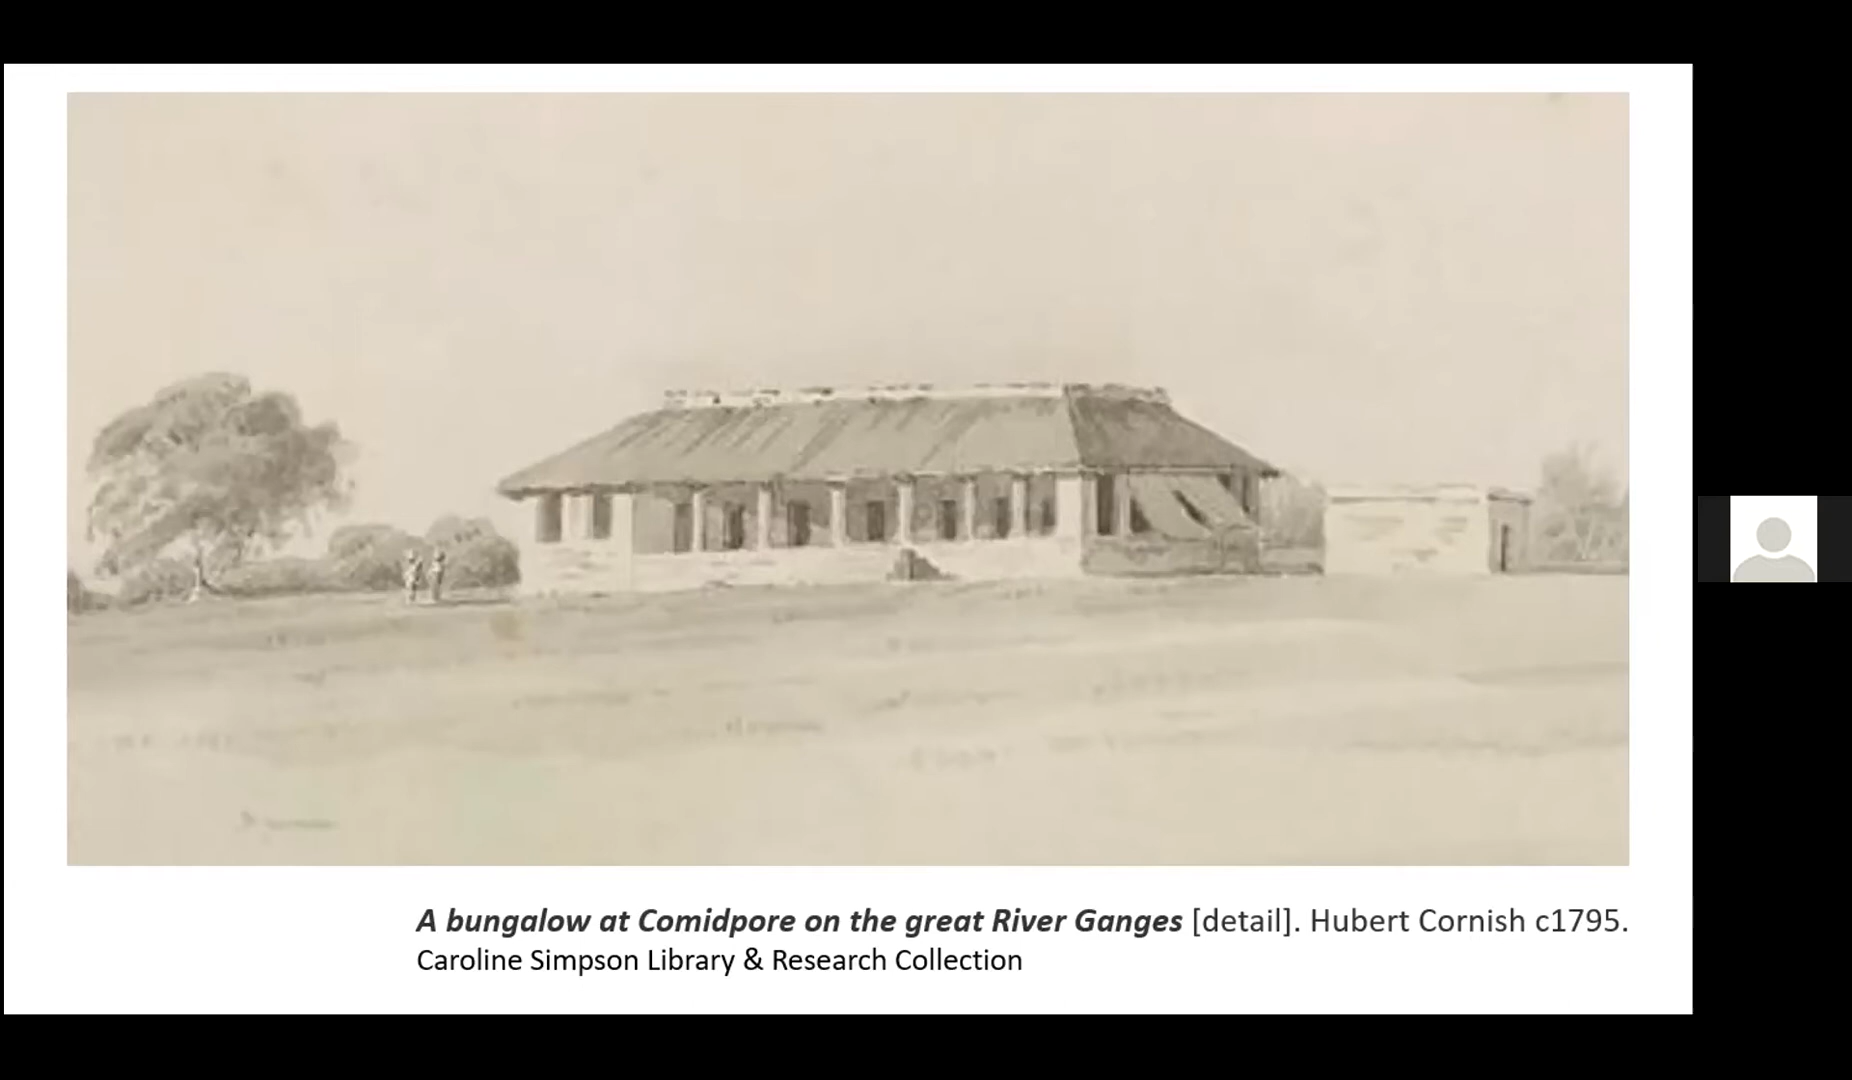 A bungalow at Comidpore on the great River Ganges [detail]. Hubert Cornish c1795.
Caroline Simpson Library & Research Collection